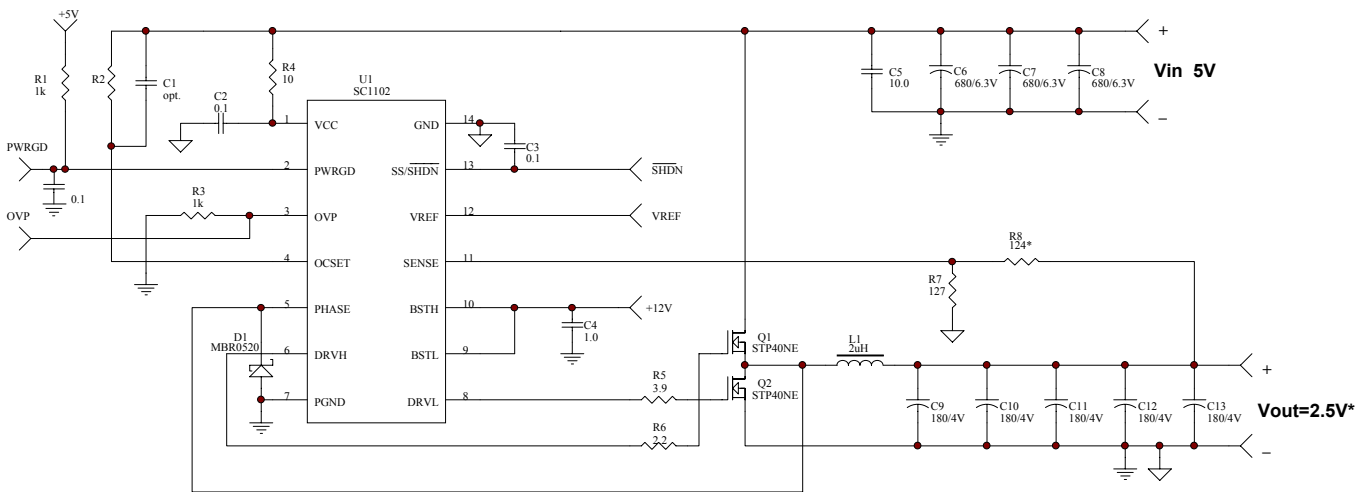 +5V
R1
1k
R2
C1
opt.
R4
10
C2
0.1
U1
SC1102
1
VCC
GND
14
C3
0.1
PWRGD
2
PWRGD
SS/SHDN
13
SHDN
0.1
R3
1k
3
OVP
VREF
12
VREF
OVP
4
OCSET
SENSE
11
5
PHASE
BSTH
10
+12V
C4
1.0
D1
MBR0520
6
DRVH
BSTL
9
7
PGND
DRVL
8
R5
3.9
R6
2.2
Q1
STP40NE
Q2
STP40NE
L1
2uH
R7
127
R8
124*
C5
10.0
C6
680/6.3V
C7
680/6.3V
C8
680/6.3V
+
Vin 5V
_
C9
180/4V
C10
180/4V
C11
180/4V
C12
180/4V
C13
180/4V
+
Vout=2.5V*
_